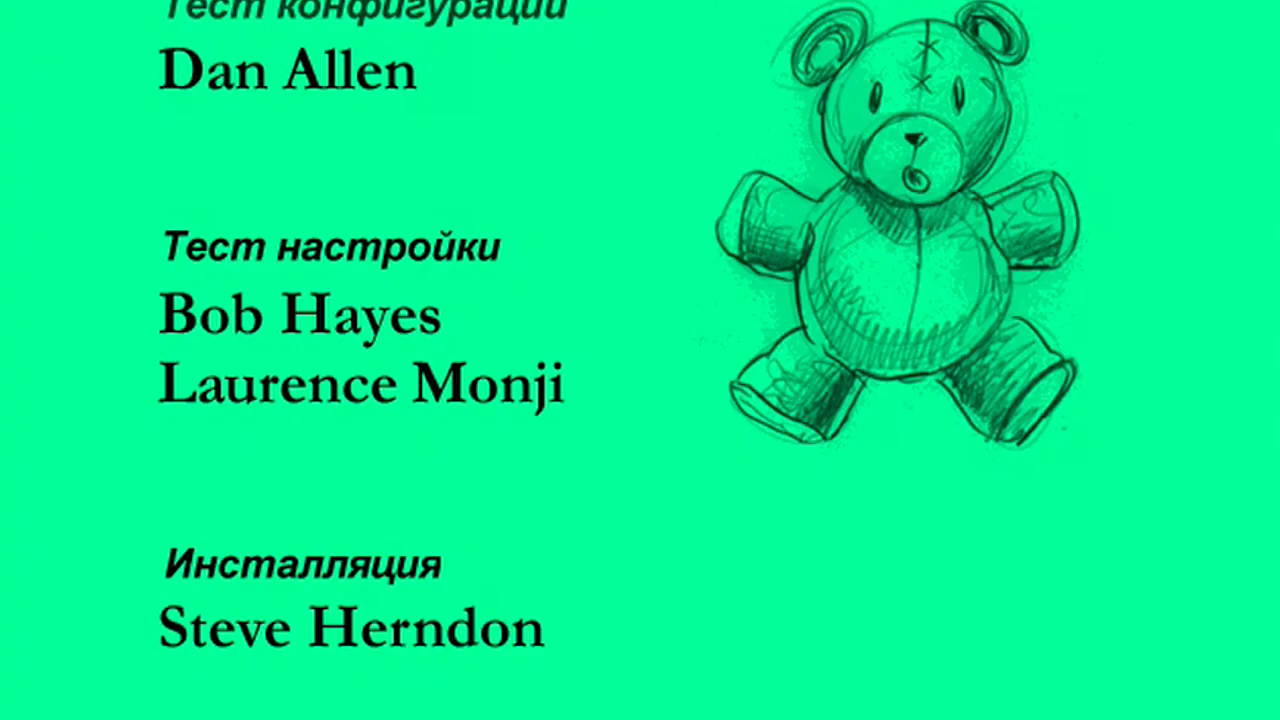 Тест конфигурации
Dan Allen
Тест настройки
Bob Hayes
Laurence Monji
Инсталляция
Steve Herndon